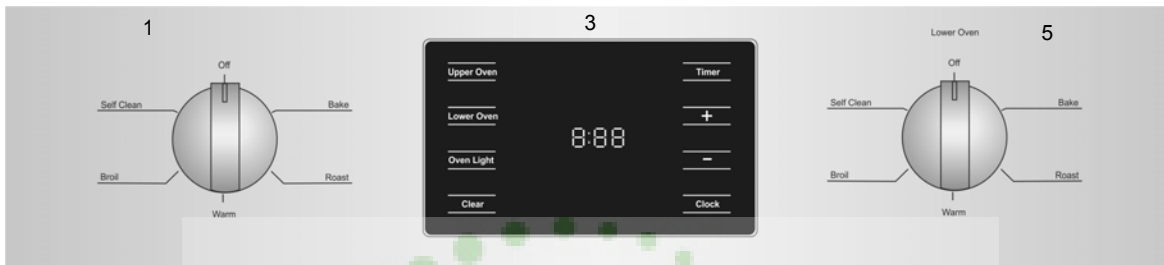 1
Off
Self Clean
Bake
Broil
Roast
Warm
3
Upper Oven
Timer
Lower Oven
+
8:88
Oven Light
-
Clear
Clock
5
Lower Oven
Off
Self Clean
Bake
Broil
Roast
Warm